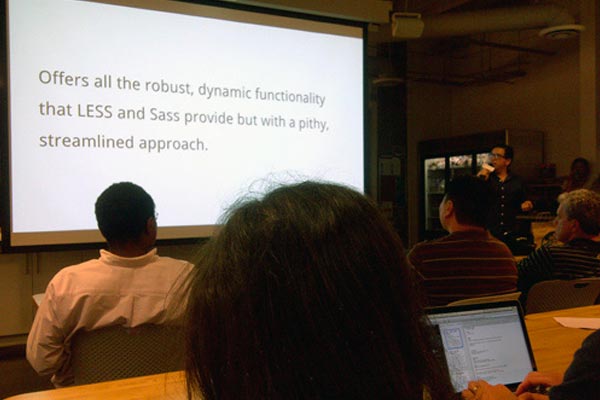 Offers all the robust, dynamic functionality
that LESS and Sass provide but with a pithy,
streamlined approach.